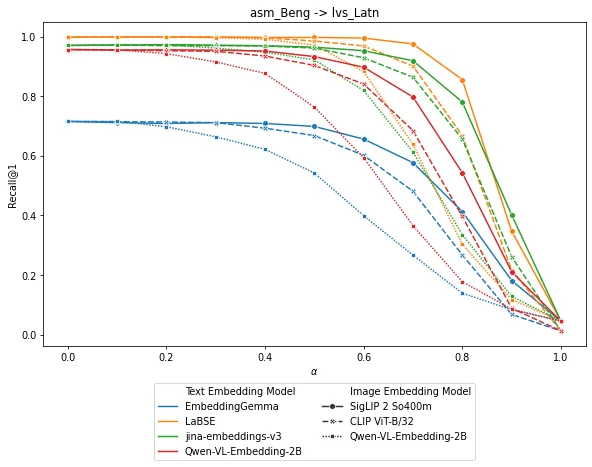 asm_Beng -> lvs_Latn
Recall@1
1.0
0.8
0.6
0.4
0.2
0.0
0.0 0.2 0.4 0.6 0.8 1.0
α
Text Embedding Model
EmbeddingGemma
LaBSE
jina-embeddings-v3
Qwen-VL-Embedding-2B
Image Embedding Model
SigLIP 2 So400m
CLIP ViT-B/32
Qwen-VL-Embedding-2B